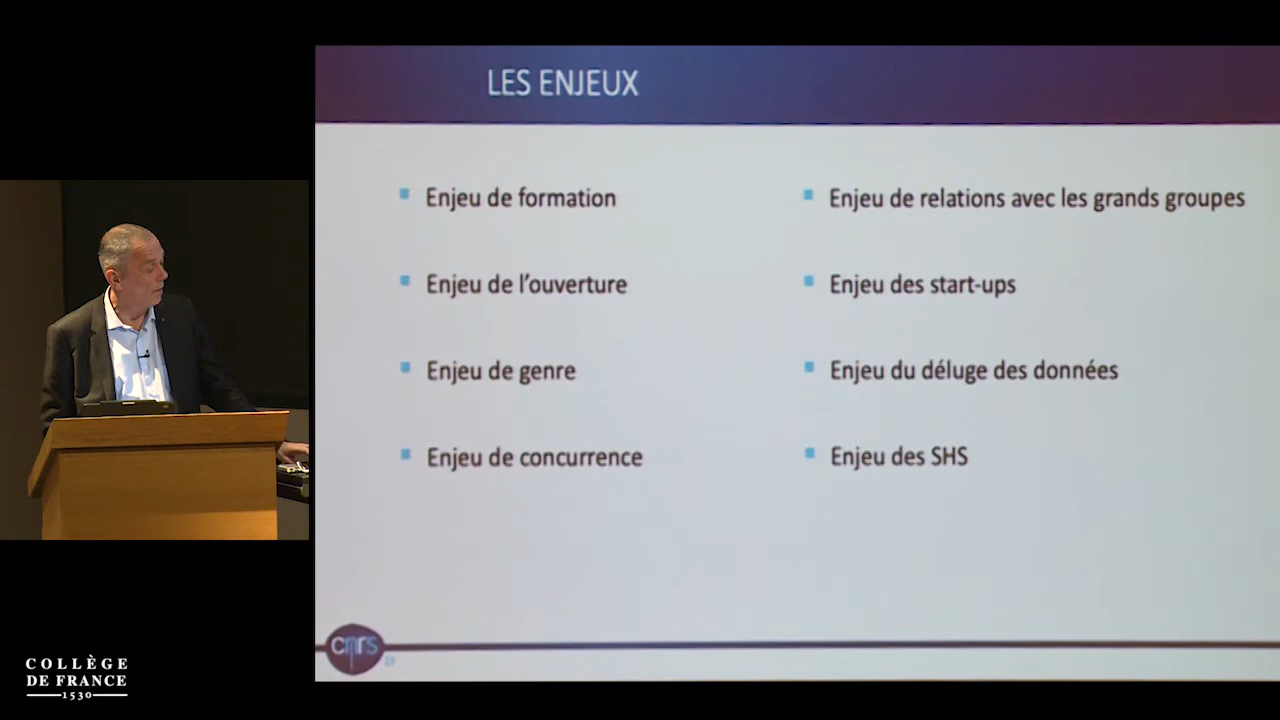 LES ENJEUX
Enjeu de formation
Enjeu de l’ouverture
Enjeu de genre
Enjeu de concurrence
Enjeu de relations avec les grands groupes
Enjeu des start-ups
Enjeu du déluge des données
Enjeu des SHS
cnrs
COLLÈGE
DE FRANCE
1530